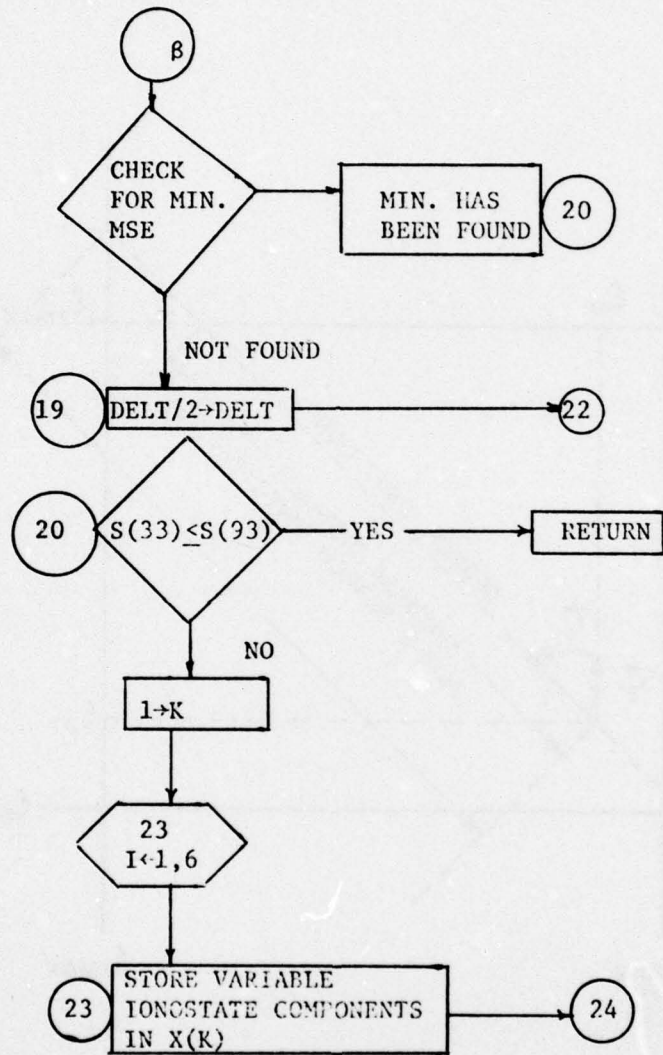 β
CHECK
FOR MIN.
MSE
MIN. HAS
BEEN FOUND
20
NOT FOUND
19
DELT/2→DELT
22
20
S(33)≤S(93)
YES
RETURN
NO
1→K
23
I←1,6
23
STORE VARIABLE
IONOSTATE COMPONENTS
IN X(K)
24